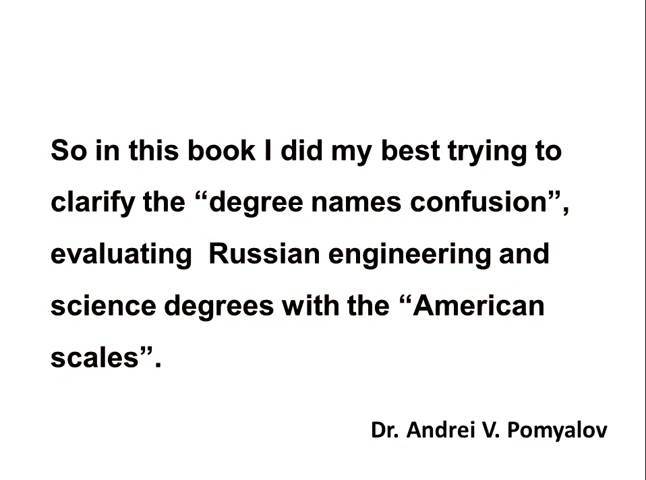 So in this book I did my best trying to
clarify the “degree names confusion”,
evaluating  Russian engineering and
science degrees with the “American
scales”.
Dr. Andrei V. Pomyalov